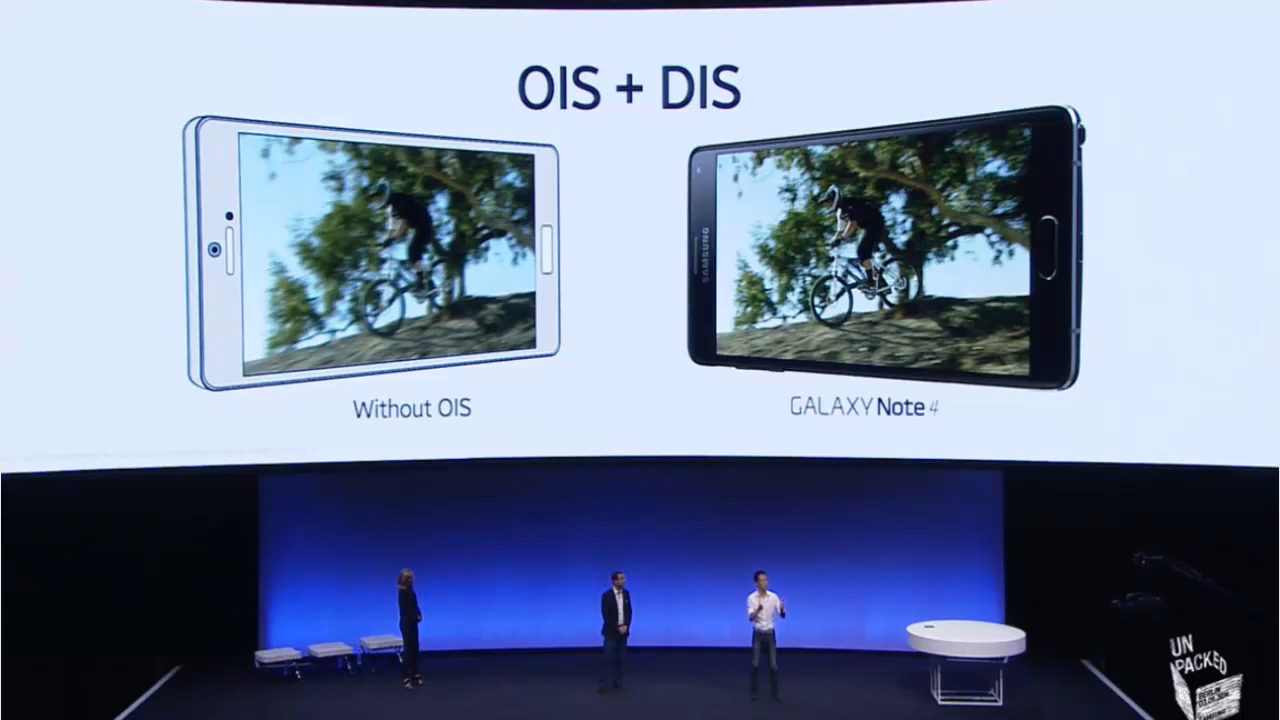 OIS + DIS
SAMSUNG
Without OIS
GALAXY Note 4
UN
PACKED